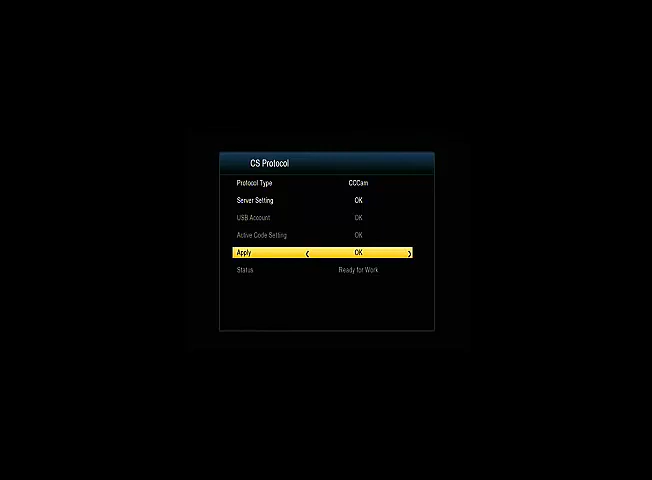 CS Protocol
Protocol Type CCCam
Server Setting OK
USB Account OK
Active Code Setting OK
Apply OK
Status Ready for Work